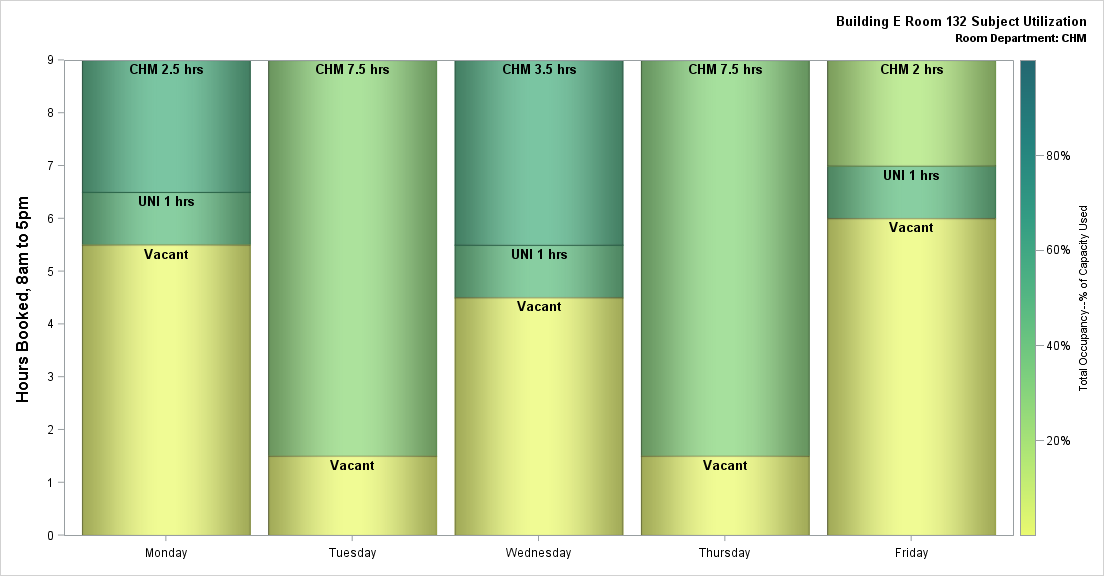 Building E Room 132 Subject Utilization
Room Department: CHM
Hours Booked, 8am to 5pm
9
8
7
6
5
4
3
2
1
0
CHM 2.5 hrs
UNI 1 hrs
Vacant
CHM 7.5 hrs
Vacant
CHM 3.5 hrs
UNI 1 hrs
Vacant
CHM 7.5 hrs
Vacant
CHM 2 hrs
UNI 1 hrs
Vacant
Monday
Tuesday
Wednesday
Thursday
Friday
80%
60%
40%
20%
Total Occupancy--% of Capacity Used